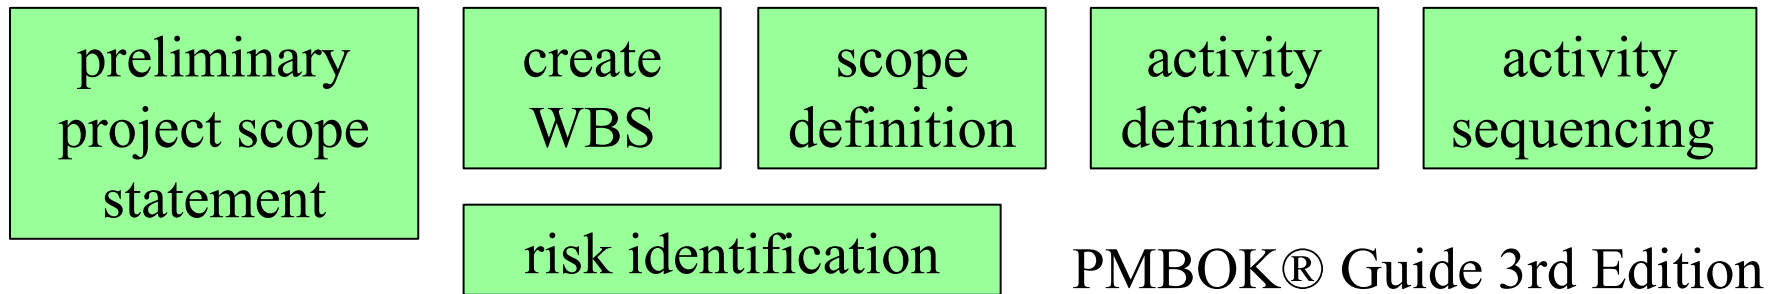 preliminary
project scope
statement
create
WBS
scope
definition
activity
definition
activity
sequencing
risk identification
PMBOK® Guide 3rd Edition